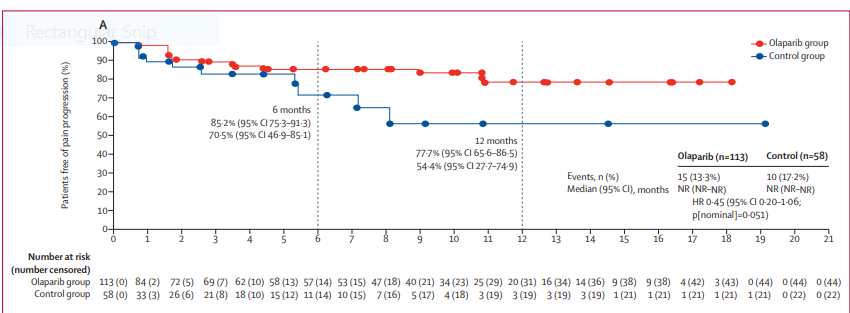 Rectangular Snip
A
Patients free of pain progression (%)
100
90
80
70
60
50
40
30
20
10
0
Olaparib group
Control group
6 months
85·2% (95% CI 75·3–91·3)
70·5% (95% CI 46·9–85·1)
12 months
77·7% (95% CI 65·6–86·5)
54·4% (95% CI 27·7–74·9)
Olaparib (n=113) Control (n=58)
Events, n (%) 15 (13·3%) 10 (17·2%)
Median (95% CI), months NR (NR–NR) NR (NR–NR)
HR 0·45 (95% CI 0·20–1·06;
p[nominal]=0·051)
0 1 2 3 4 5 6 7 8 9 10 11 12 13 14 15 16 17 18 19 20 21
Number at risk
(number censored)
Olaparib group 113 (0) 84 (2) 72 (5) 69 (7) 62 (10) 58 (13) 57 (14) 53 (15) 47 (18) 40 (21) 34 (23) 25 (29) 20 (31) 16 (34) 14 (36) 9 (38) 9 (38) 4 (42) 3 (43) 0 (44) 0 (44) 0 (44)
Control group 58 (0) 33 (3) 26 (6) 21 (8) 18 (10) 15 (12) 11 (14) 10 (15) 7 (16) 5 (17) 4 (18) 3 (19) 3 (19) 3 (19) 3 (19) 1 (21) 1 (21) 1 (21) 1 (21) 1 (21) 0 (22) 0 (22)